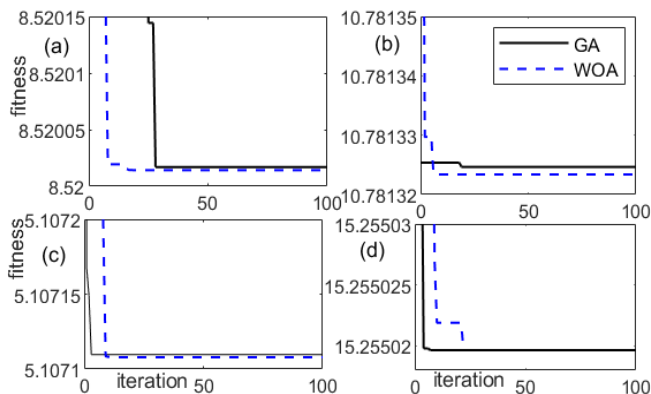 8.52015
8.5201
8.52005
8.52
fitness
(a)
0
50
100
10.78135
10.78134
10.78133
10.78132
(b)
GA
WOA
0
50
100
5.1072
5.10715
5.1071
fitness
(c)
0
50
100
iteration
15.25503
15.255025
15.25502
(d)
0
50
100
iteration